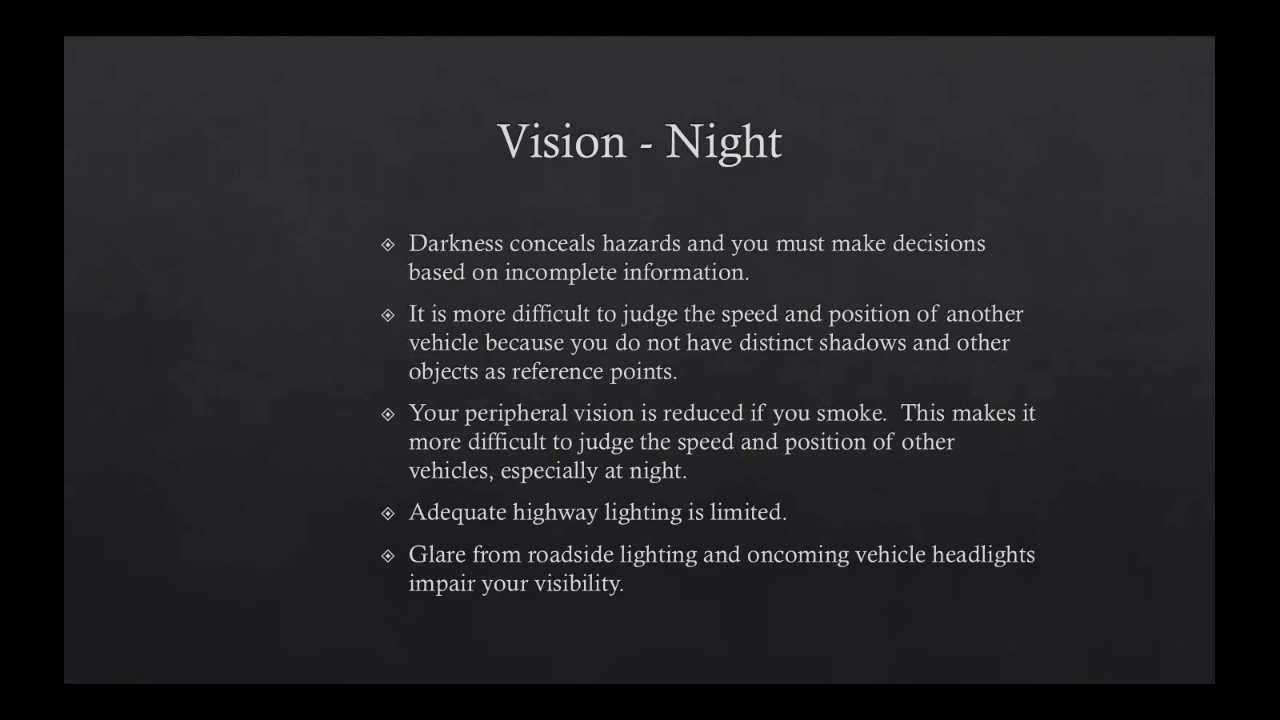 Vision - Night
Darkness conceals hazards and you must make decisions
based on incomplete information.
It is more difficult to judge the speed and position of another
vehicle because you do not have distinct shadows and other
objects as reference points.
Your peripheral vision is reduced if you smoke.  This makes it
more difficult to judge the speed and position of other
vehicles, especially at night.
Adequate highway lighting is limited.
Glare from roadside lighting and oncoming vehicle headlights
impair your visibility.